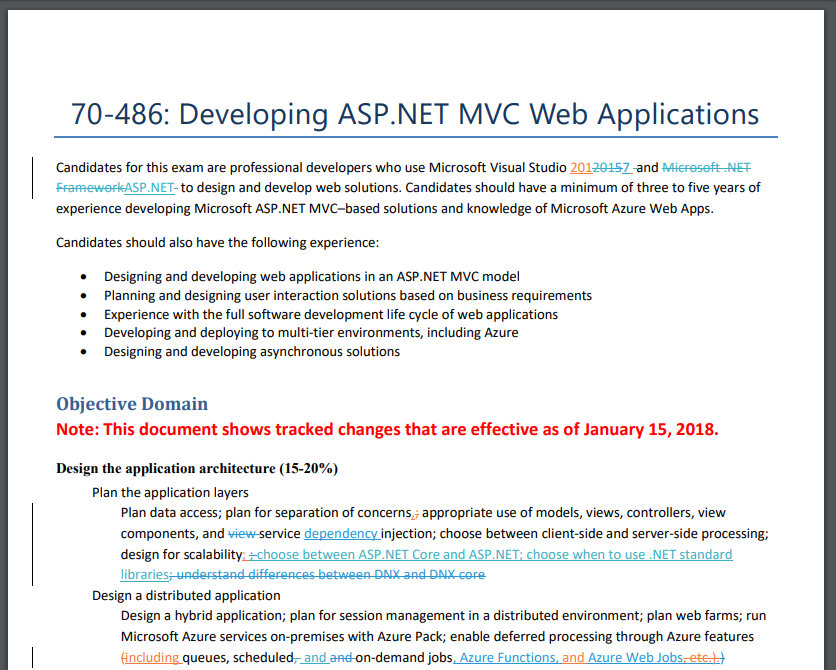 70-486: Developing ASP.NET MVC Web Applications
Candidates for this exam are professional developers who use Microsoft Visual Studio 20120157 and Microsoft .NET
FrameworkASP.NET to design and develop web solutions. Candidates should have a minimum of three to five years of
experience developing Microsoft ASP.NET MVC–based solutions and knowledge of Microsoft Azure Web Apps.
Candidates should also have the following experience:
• Designing and developing web applications in an ASP.NET MVC model
• Planning and designing user interaction solutions based on business requirements
• Experience with the full software development life cycle of web applications
• Developing and deploying to multi-tier environments, including Azure
• Designing and developing asynchronous solutions
Objective Domain
Note: This document shows tracked changes that are effective as of January 15, 2018.
Design the application architecture (15-20%)
Plan the application layers
Plan data access; plan for separation of concerns,; appropriate use of models, views, controllers, view
components, and view service dependency injection; choose between client-side and server-side processing;
design for scalability; ; choose between ASP.NET Core and ASP.NET; choose when to use .NET standard
libraries; understand differences between DNX and DNX core
Design a distributed application
Design a hybrid application; plan for session management in a distributed environment; plan web farms; run
Microsoft Azure services on-premises with Azure Pack; enable deferred processing through Azure features
(including queues, scheduled, and and on-demand jobs, Azure Functions, and Azure Web Jobs, etc.).)